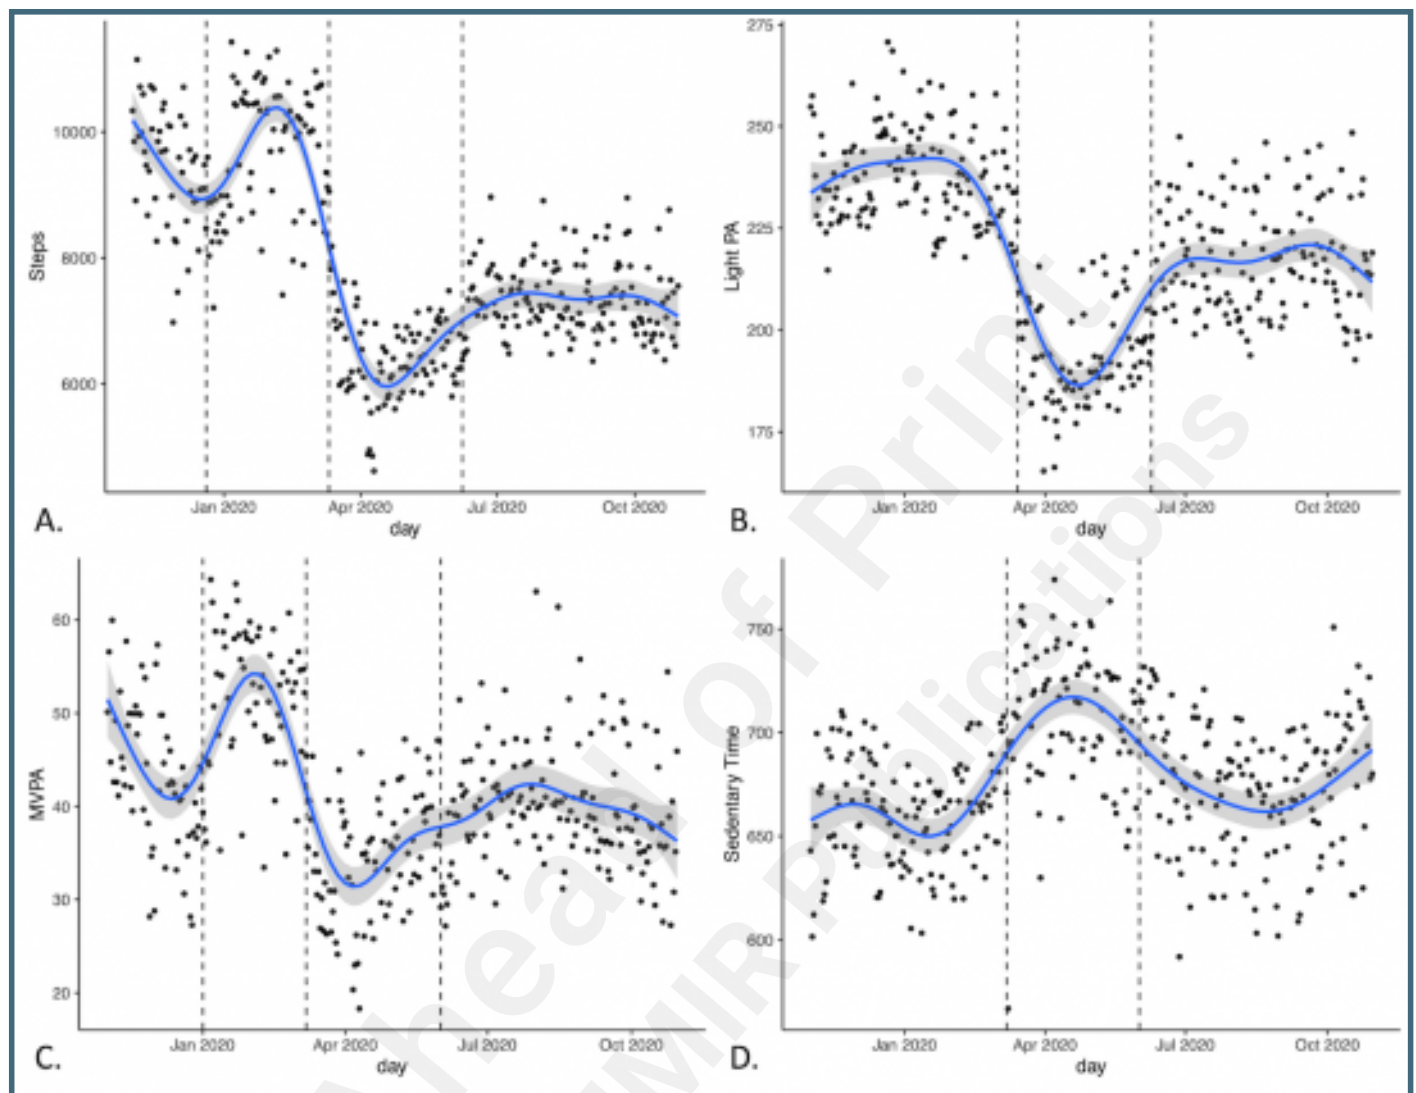 10000
8000
6000
Steps
Jan 2020 Apr 2020 Jul 2020 Oct 2020
day
A.
275
250
225
200
175
Light PA
Jan 2020 Apr 2020 Jul 2020 Oct 2020
day
B.
60
50
40
30
20
MVPA
Jan 2020 Apr 2020 Jul 2020 Oct 2020
day
C.
750
700
650
600
Sedentary Time
Jan 2020 Apr 2020 Jul 2020 Oct 2020
day
D.
Ahead of Print
JMIR Publications